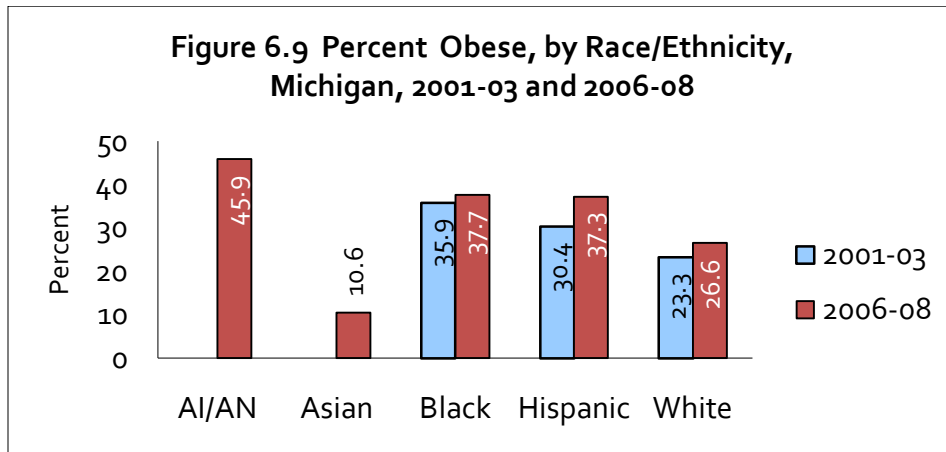 Figure 6.9 Percent Obese, by Race/Ethnicity,
Michigan, 2001-03 and 2006-08
Percent
50
40
30
20
10
0
45.9
10.6
35.9
37.7
30.4
37.3
23.3
26.6
AI/AN
Asian
Black
Hispanic
White
2001-03
2006-08